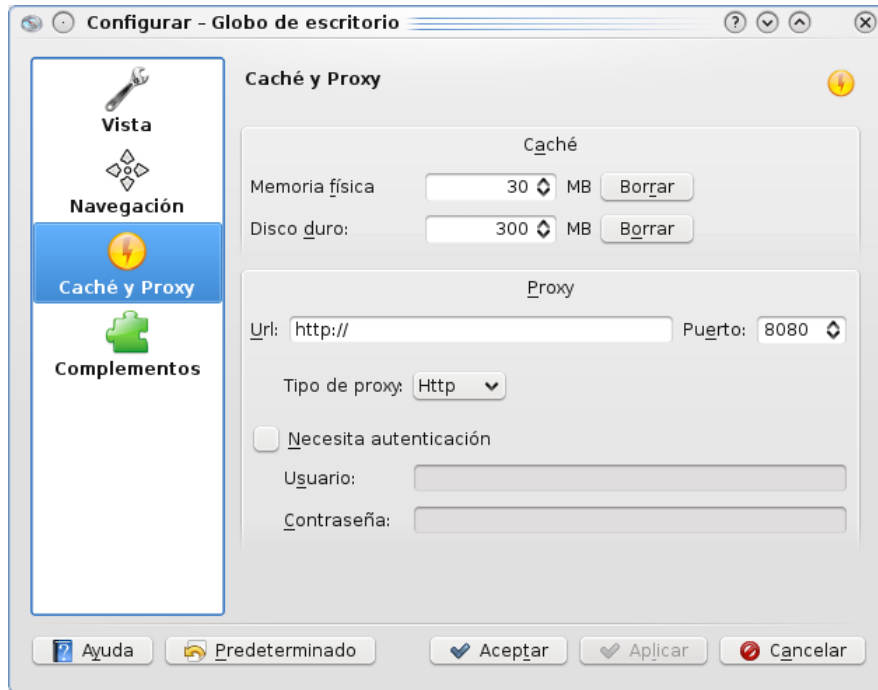 Configurar – Globo de escritorio
Vista
Navegación
Caché y Proxy
Complementos
Caché y Proxy
Caché
Memoria física 30 MB Borrar
Disco duro: 300 MB Borrar
Proxy
Url: http:// Puerto: 8080
Tipo de proxy: Http
Necesita autenticación
Usuario:
Contraseña:
Ayuda Predeterminado Aceptar Aplicar Cancelar